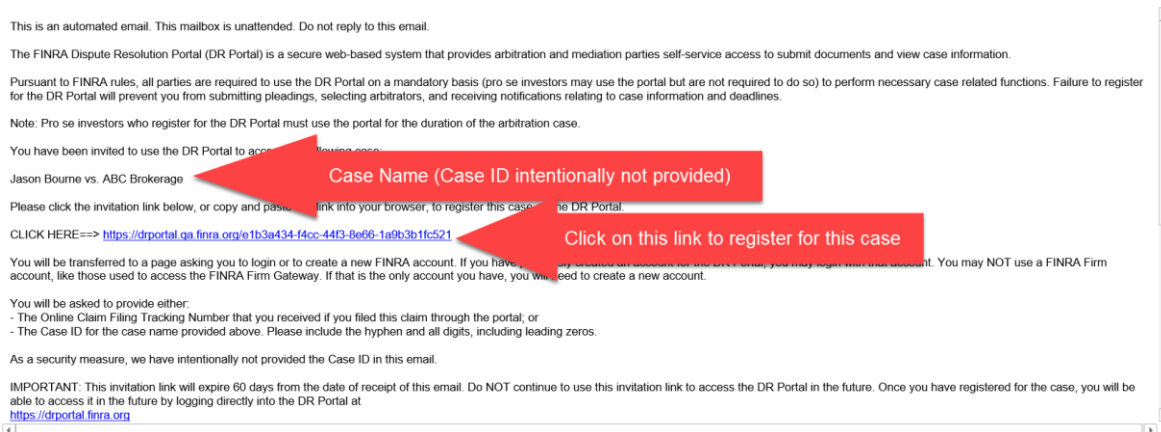 This is an automated email. This mailbox is unattended. Do not reply to this email.
The FINRA Dispute Resolution Portal (DR Portal) is a secure web-based system that provides arbitration and mediation parties self-service access to submit documents and view case information.
Pursuant to FINRA rules, all parties are required to use the DR Portal on a mandatory basis (pro se investors may use the portal but are not required to do so) to perform necessary case related functions. Failure to register
for the DR Portal will prevent you from submitting pleadings, selecting arbitrators, and receiving notifications relating to case information and deadlines.
Note: Pro se investors who register for the DR Portal must use the portal for the duration of the arbitration case.
You have been invited to use the DR Portal to
Jason Bourne vs. ABC Brokerage
Case Name (Case ID intentionally not provided)
Please click the invitation link below, or copy and link into your browser, to register this case DR Portal.
CLICK HERE==> https://drportal.qa.finra.org/e1b3a434-f4cc-44f3-8e66-1a9b3b1fc521
Click on this link to register for this case
You will be transferred to a page asking you to login or to create a new FINRA account. If you have an account for the DR Portal, you may login with that account. You may NOT use a FINRA Firm
account, like those used to access the FINRA Firm Gateway. If that is the only account you have, you will need to create a new account.
You will be asked to provide either:
- The Online Claim Filing Tracking Number that you received if you filed this claim through the portal; or
- The Case ID for the case name provided above. Please include the hyphen and all digits, including leading zeros.
As a security measure, we have intentionally not provided the Case ID in this email.
IMPORTANT: This invitation link will expire 60 days from the date of receipt of this email. Do NOT continue to use this invitation link to access the DR Portal in the future. Once you have registered for the case, you will be
able to access it in the future by logging directly into the DR Portal at
https://drportal.finra.org